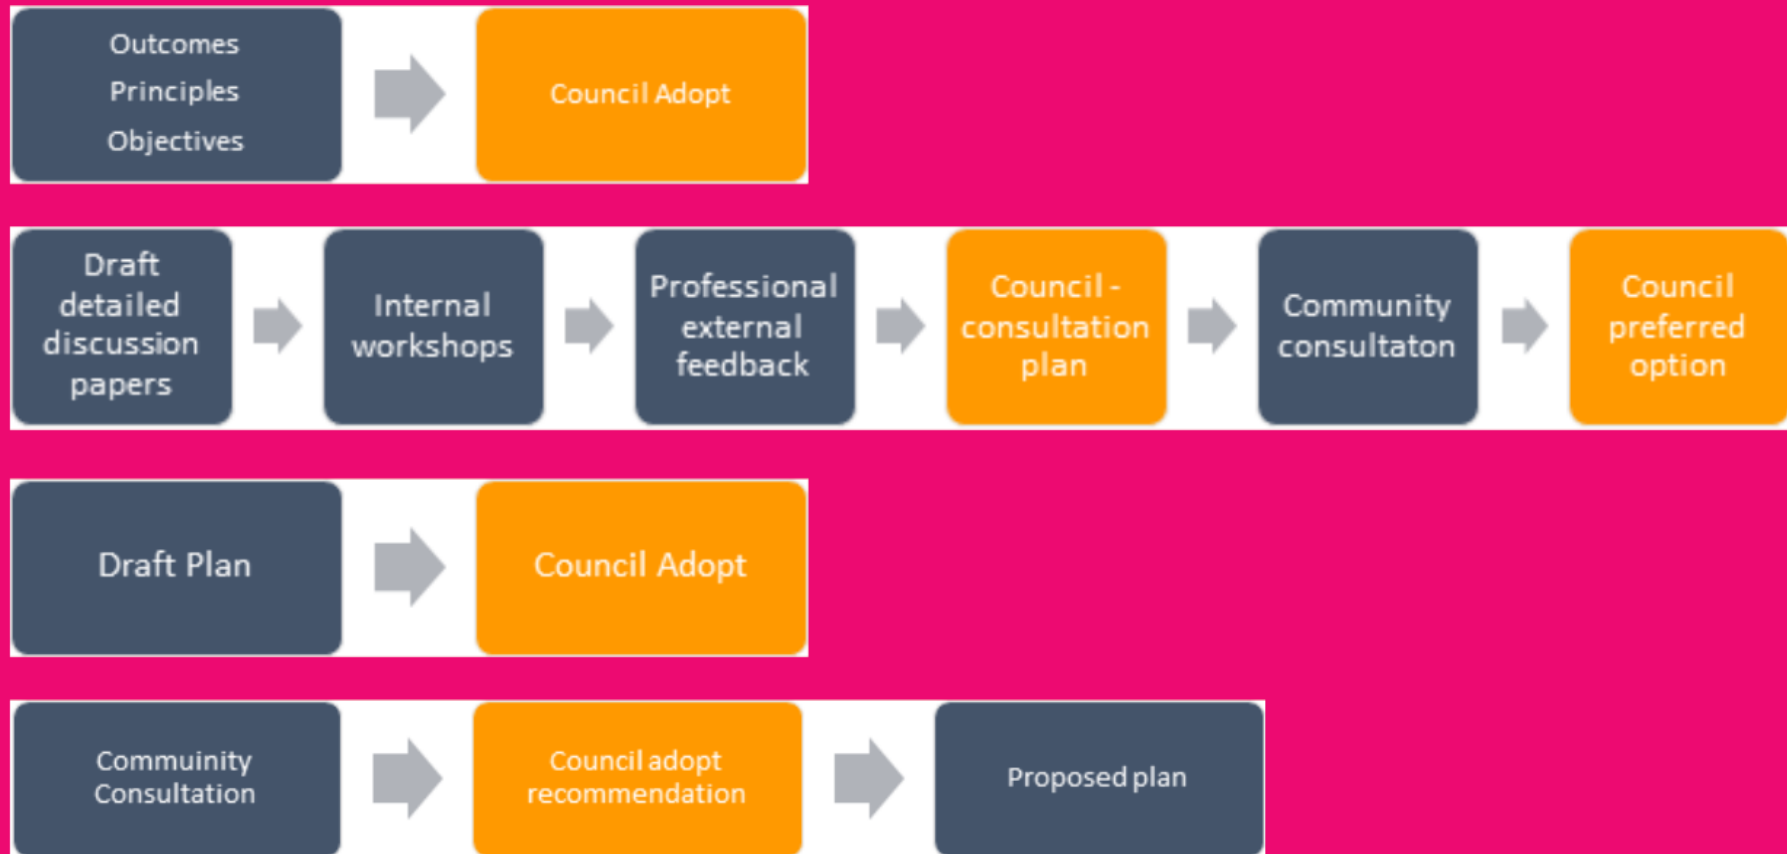 Outcomes
Principles
Objectives
Council Adopt
Draft
detailed
discussion
papers
Internal
workshops
Professional
external
feedback
Council -
consultation
plan
Community
consultaton
Council
preferred
option
Draft Plan
Council Adopt
Commuinity
Consultation
Council adopt
recommendation
Proposed plan